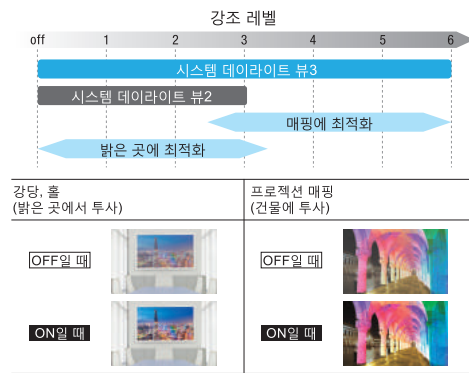 강조 레벨
off 1 2 3 4 5 6
시스템 데이라이트 뷰3
시스템 데이라이트 뷰2
매핑에 최적화
밝은 곳에 최적화
강당, 홀
(밝은 곳에서 투사)
프로젝션 매핑
(건물에 투사)
OFF일 때
OFF일 때
ON일 때
ON일 때